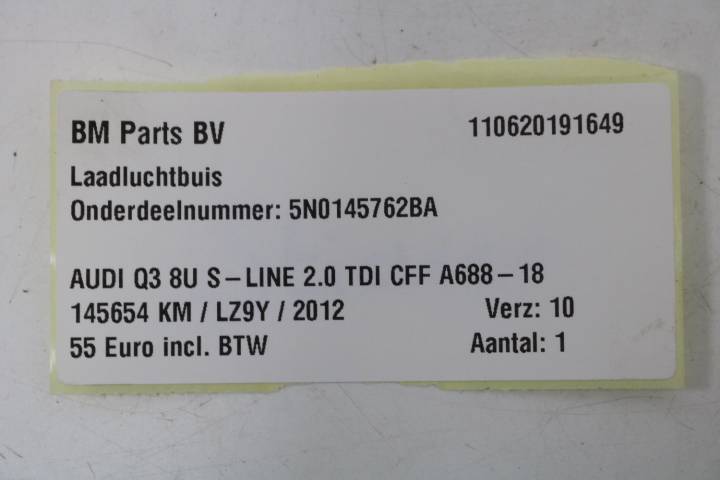 BM Parts BV 110620191649
Laadluchtbuis
Onderdeelnummer: 5N0145762BA
AUDI Q3 8U S-LINE 2.0 TDI CFF A688-18
145654 KM / LZ9Y / 2012 Verz: 10
55 Euro incl. BTW Aantal: 1